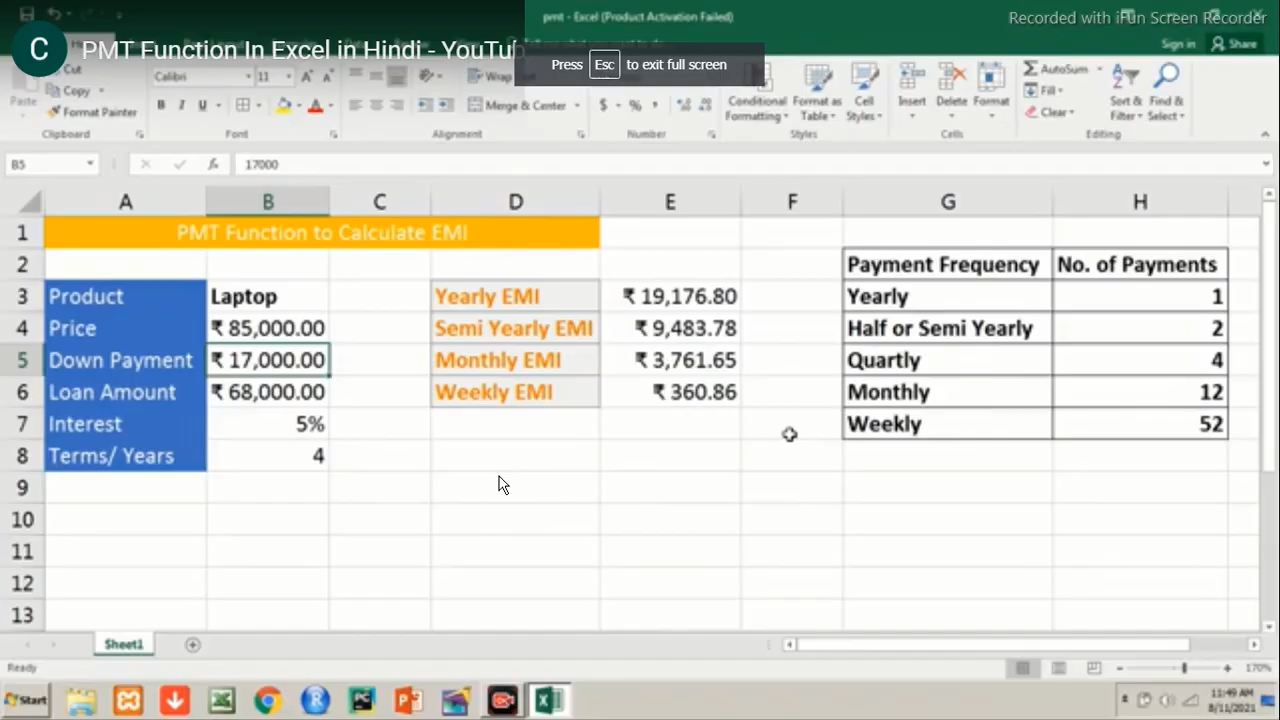 pmt - Excel (Product Activation Failed)
Recorded with iFun Screen Recorder
C
PMT Function In Excel in Hindi - YouTub
Press Esc to exit full screen
Sign in
Share
Cut
Copy
Paste
Format Painter
Calibri
11
B I U
A
Wrap
Merge & Center
$ % ,
Conditional Formatting
Format as Table
Cell Styles
Insert
Delete
Format
AutoSum
Fill
Clear
Sort & Filter
Find & Select
Clipboard
Font
Alignment
Number
Styles
Cells
Editing
B5
fx
17000
A B C D E F G H
1 PMT Function to Calculate EMI
2 Payment Frequency No. of Payments
3 Product Laptop Yearly EMI ₹ 19,176.80 Yearly 1
4 Price ₹ 85,000.00 Semi Yearly EMI ₹ 9,483.78 Half or Semi Yearly 2
5 Down Payment ₹ 17,000.00 Monthly EMI ₹ 3,761.65 Quartly 4
6 Loan Amount ₹ 68,000.00 Weekly EMI ₹ 360.86 Monthly 12
7 Interest 5% Weekly 52
8 Terms/ Years 4
9
10
11
12
13
Sheet1
Ready
170%
Start
11:49 AM
8/11/2021